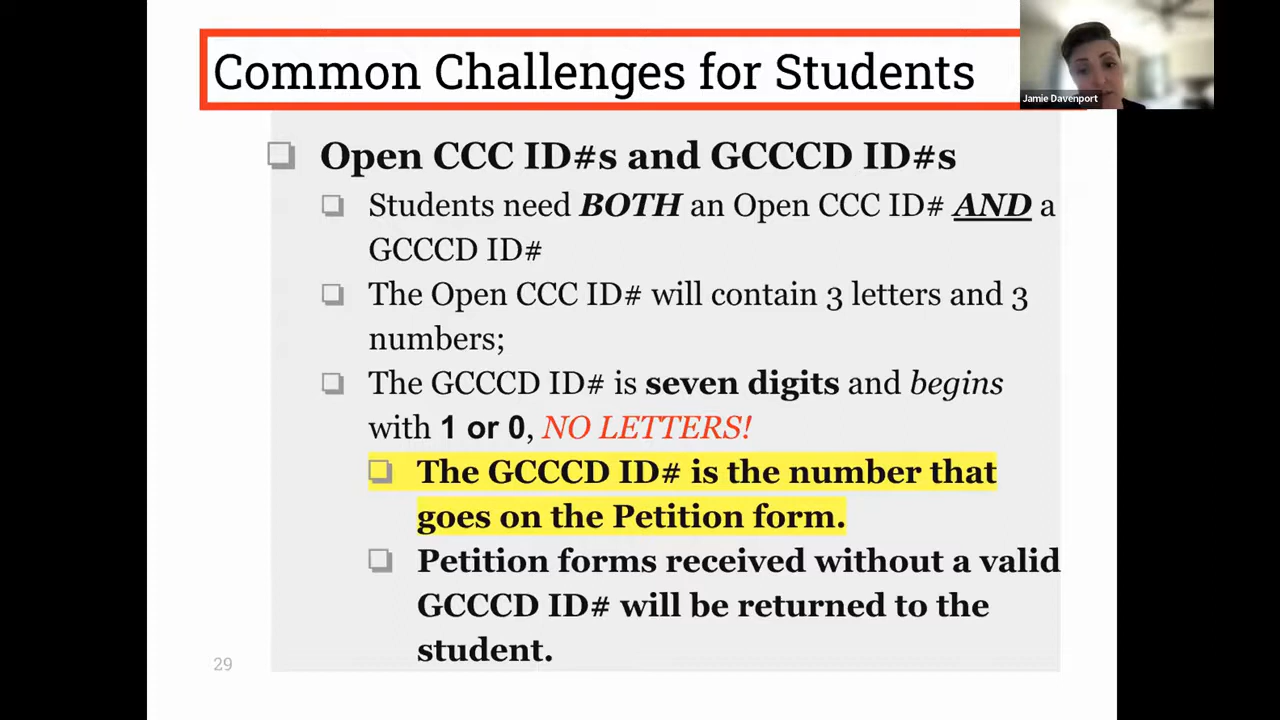 Common Challenges for Students
Jamie Davenport
Open CCC ID#s and GCCCD ID#s
Students need BOTH an Open CCC ID# AND a
GCCCD ID#
The Open CCC ID# will contain 3 letters and 3
numbers;
The GCCCD ID# is seven digits and begins
with 1 or 0, NO LETTERS!
The GCCCD ID# is the number that
goes on the Petition form.
Petition forms received without a valid
GCCCD ID# will be returned to the
student.
29